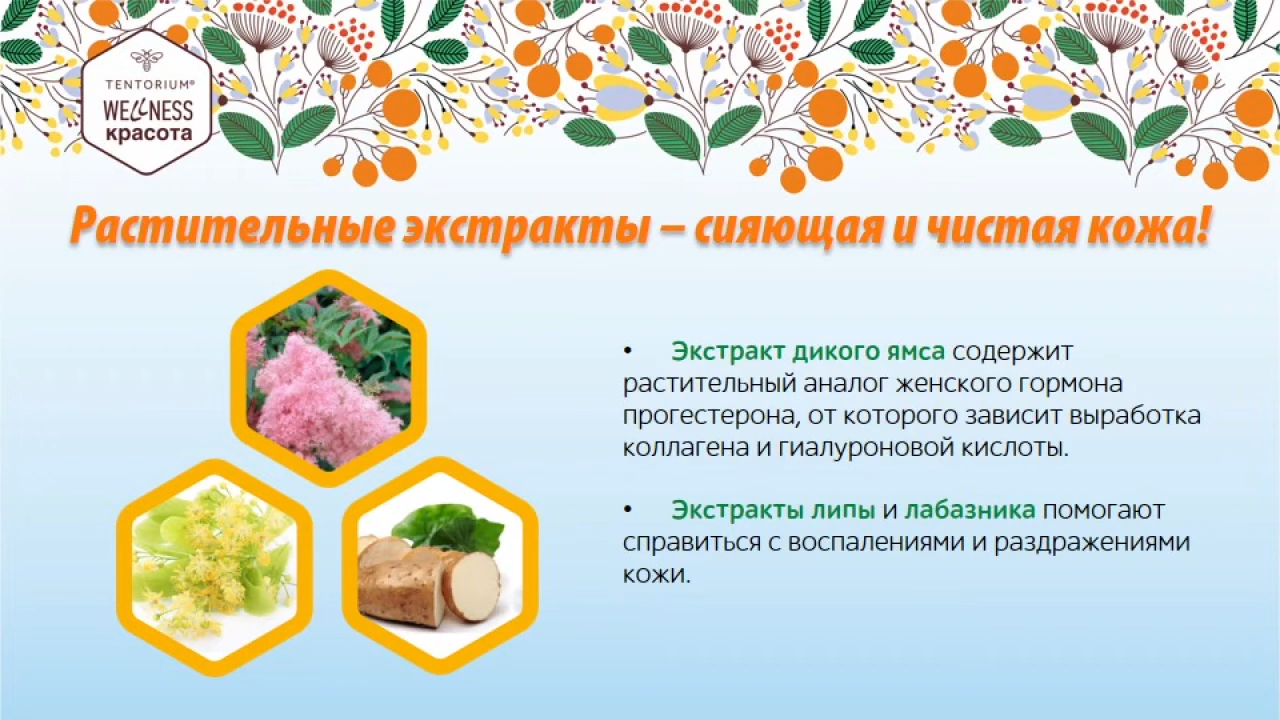 TENTORIUM®
WELLNESS
красота
Растительные экстракты – сияющая и чистая кожа!
• Экстракт дикого ямса содержит
растительный аналог женского гормона
прогестерона, от которого зависит выработка
коллагена и гиалуроновой кислоты.
• Экстракты липы и лабазника помогают
справиться с воспалениями и раздражениями
кожи.